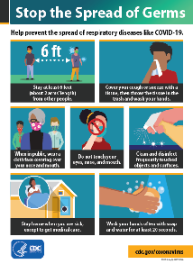 Stop the Spread of Germs
Help prevent the spread of respiratory diseases like COVID-19.
6 ft
Stay at least 6 feet
(about 2 arms' length)
from other people.
Cover your cough or sneeze with a
tissue, then throw the tissue in the
trash and wash your hands.
When in public, wear a
cloth face covering over
your nose and mouth.
Do not touch your
eyes, nose, and mouth.
Clean and disinfect
frequently touched
objects and surfaces.
Stay home when you are sick,
except to get medical care.
Wash your hands often with soap
and water for at least 20 seconds.
CDC
cdc.gov/coronavirus